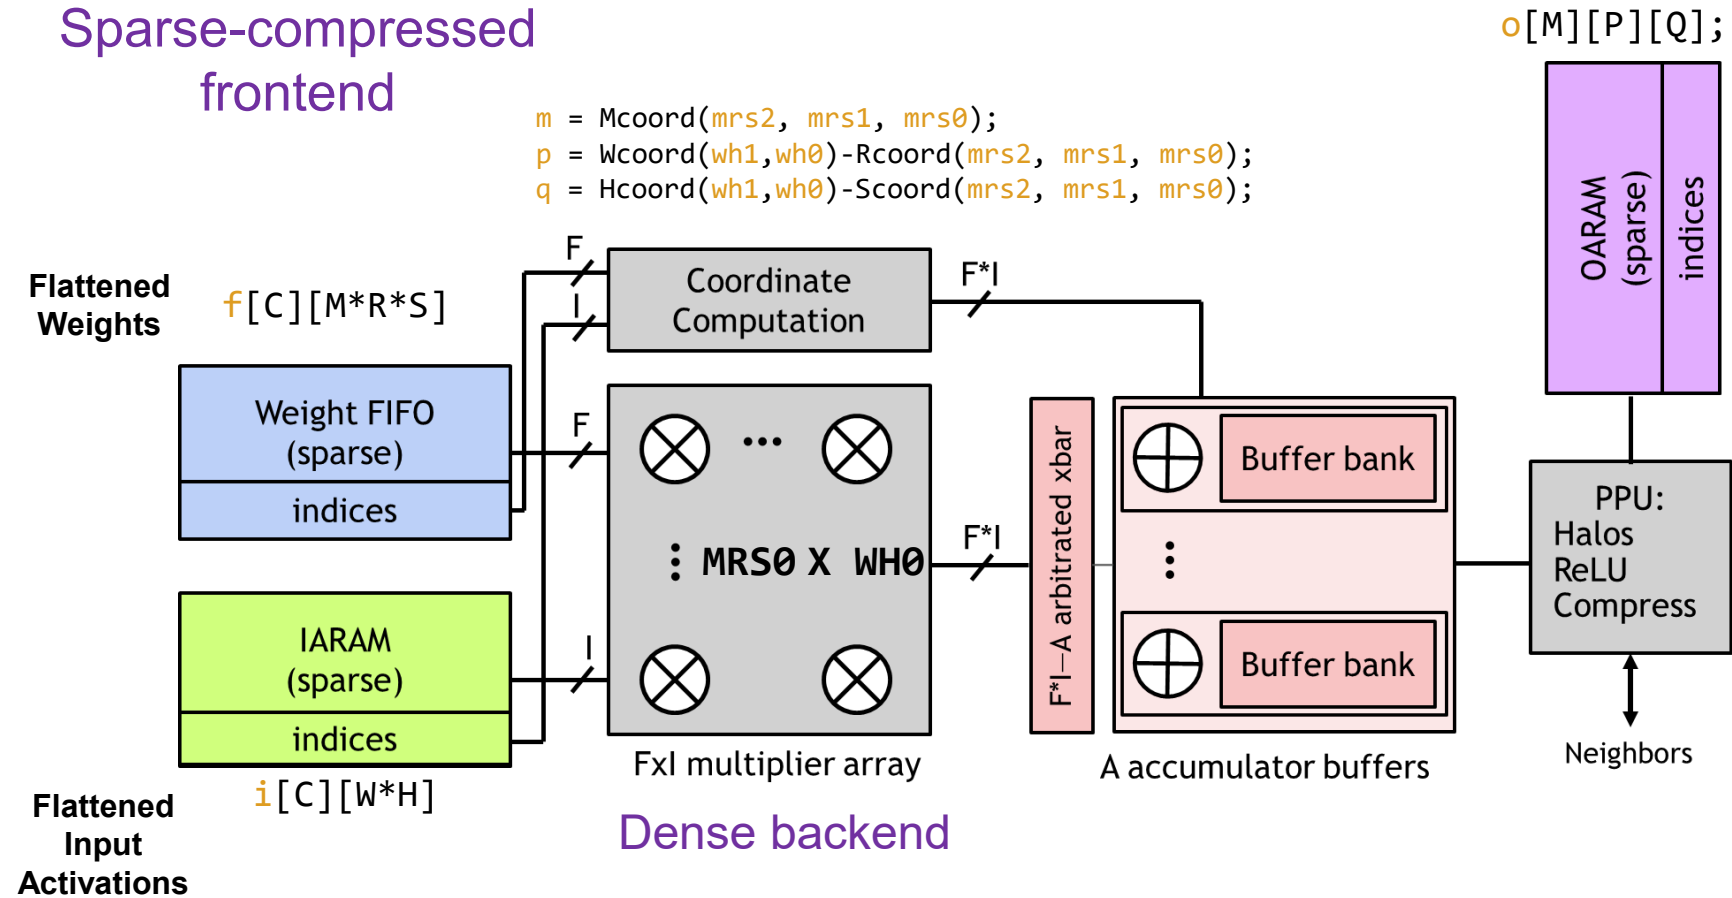 Sparse-compressed
frontend
o[M][P][Q];
m = Mcoord(mrs2, mrs1, mrs0);
p = Wcoord(wh1,wh0)-Rcoord(mrs2, mrs1, mrs0);
q = Hcoord(wh1,wh0)-Scoord(mrs2, mrs1, mrs0);
OARAM
(sparse)
indices
Flattened
Weights
f[C][M*R*S]
F
I
Coordinate
Computation
F*I
Weight FIFO
(sparse)
indices
F
...
⋮ MRS0 X WH0
F*I
F*I–A arbitrated xbar
Buffer bank
⋮
Buffer bank
PPU:
Halos
ReLU
Compress
IARAM
(sparse)
indices
I
FxI multiplier array
A accumulator buffers
Neighbors
i[C][W*H]
Flattened
Input
Activations
Dense backend